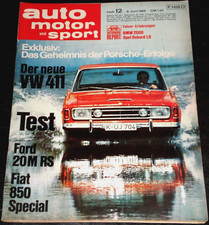 auto
motor
und sport
Heft 12
Exklusiv:
Das Geheimnis der Porsche-Erfolge
Der neue
VW 411
Test
Ford
20M RS
Fiat
850
Special
K-UJ 704